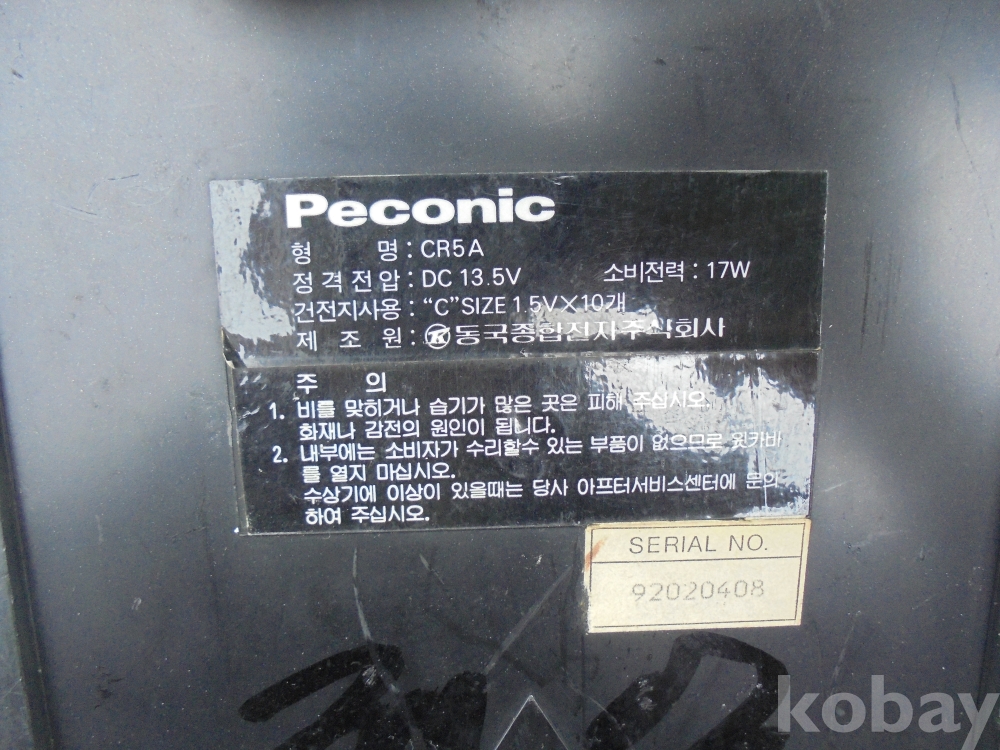 Peconic
형 명 : CR5A
정격전압 : DC 13.5V 소비전력 : 17W
건전지사용 : “C”SIZE 1.5V×10개
제 조 원 : 동국종합전자주식회사
주 의
1. 비를 맞히거나 습기가 많은 곳은 피해 주십시오.
화재나 감전의 원인이 됩니다.
2. 내부에는 소비자가 수리할수 있는 부품이 없으므로 윗카바
를 열지 마십시오.
수상기에 이상이 있을때는 당사 아프터서비스센터에 문의
하여 주십시오.
SERIAL NO.
92020408
kobay